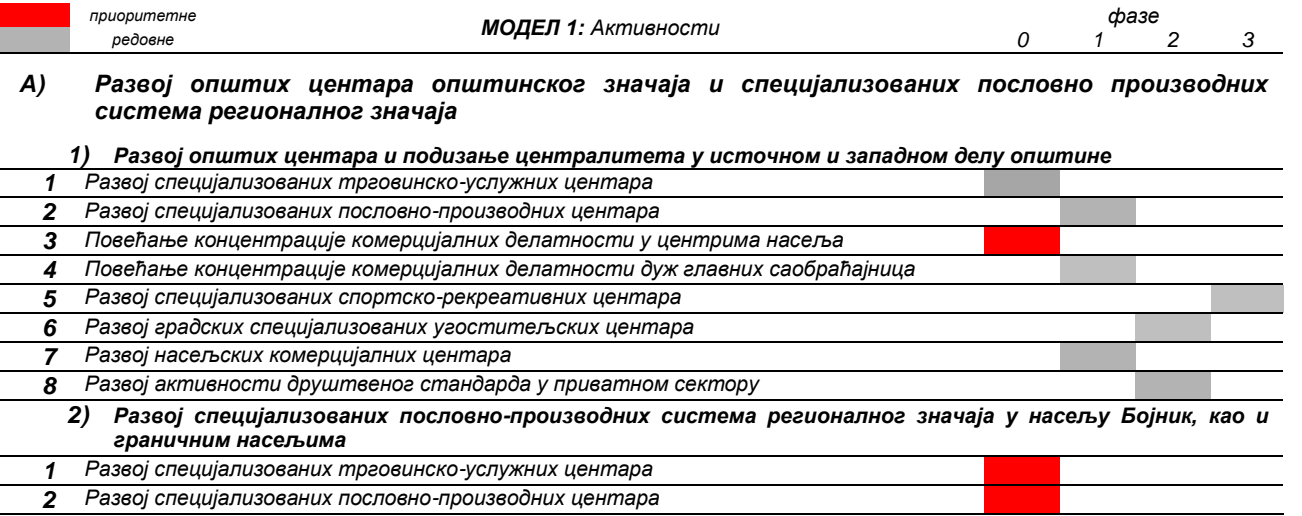 приоритетне
редовне
МОДЕЛ 1: Активности
фазе
0 1 2 3
А) Развој општих центара општинског значаја и специјализованих пословно производних
система регионалног значаја
1) Развој општих центара и подизање централитета у источном и западном делу општине
1 Развој специјализованих трговинско-услужних центара
2 Развој специјализованих пословно-производних центара
3 Повећање концентрације комерцијалних делатности у центрима насеља
4 Повећање концентрације комерцијалних делатности дуж главних саобраћајница
5 Развој специјализованих спортско-рекреативних центара
6 Развој градских специјализованих угоститељских центара
7 Развој насељских комерцијалних центара
8 Развој активности друштвеног стандарда у приватном сектору
2) Развој специјализованих пословно-производних система регионалног значаја у насељу Бојник, као и
граничним насељима
1 Развој специјализованих трговинско-услужних центара
2 Развој специјализованих пословно-производних центара